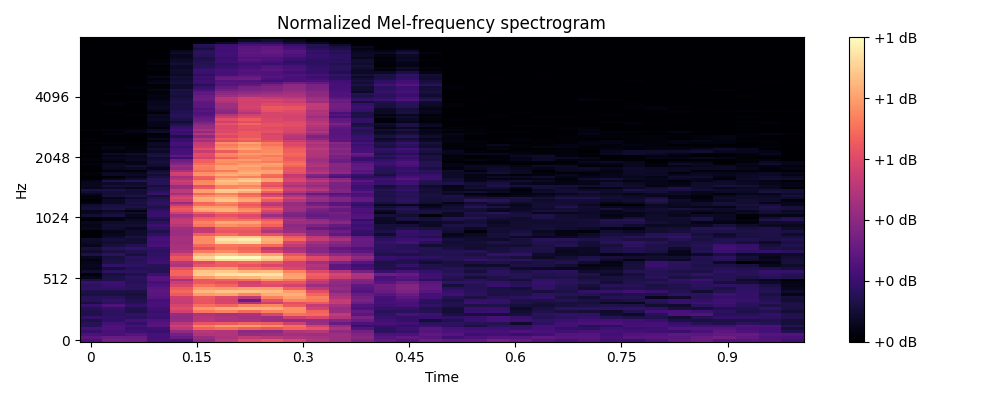 Normalized Mel-frequency spectrogram
Hz
4096
2048
1024
512
0
0 0.15 0.3 0.45 0.6 0.75 0.9
Time
+1 dB
+1 dB
+1 dB
+0 dB
+0 dB
+0 dB